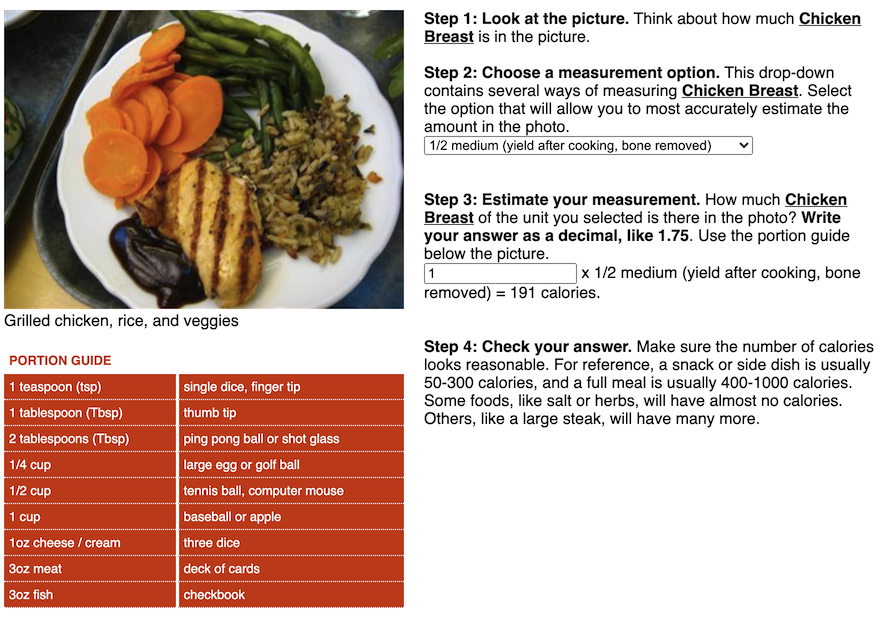 Step 1: Look at the picture. Think about how much Chicken
Breast is in the picture.
Step 2: Choose a measurement option. This drop-down
contains several ways of measuring Chicken Breast. Select
the option that will allow you to most accurately estimate the
amount in the photo.
1/2 medium (yield after cooking, bone removed)
Step 3: Estimate your measurement. How much Chicken
Breast of the unit you selected is there in the photo? Write
your answer as a decimal, like 1.75. Use the portion guide
below the picture.
1 x 1/2 medium (yield after cooking, bone
removed) = 191 calories.
Step 4: Check your answer. Make sure the number of calories
looks reasonable. For reference, a snack or side dish is usually
50-300 calories, and a full meal is usually 400-1000 calories.
Some foods, like salt or herbs, will have almost no calories.
Others, like a large steak, will have many more.
Grilled chicken, rice, and veggies
PORTION GUIDE
1 teaspoon (tsp) single dice, finger tip
1 tablespoon (Tbsp) thumb tip
2 tablespoons (Tbsp) ping pong ball or shot glass
1/4 cup large egg or golf ball
1/2 cup tennis ball, computer mouse
1 cup baseball or apple
1oz cheese / cream three dice
3oz meat deck of cards
3oz fish checkbook